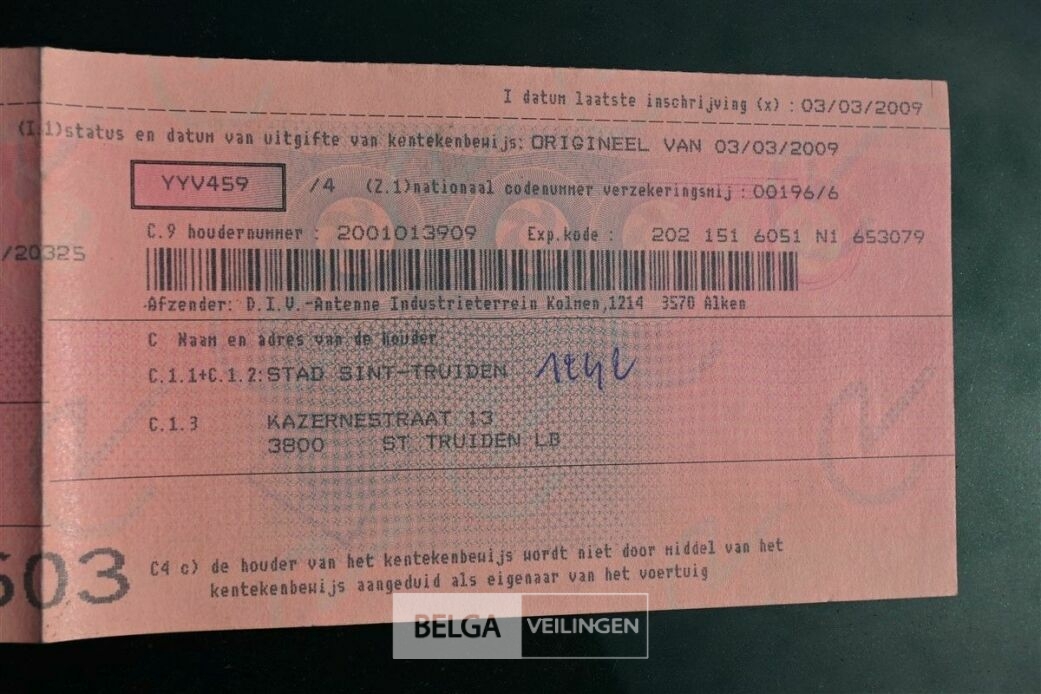 I datum laatste inschrijving (x) : 03/03/2009
(I.1)status en datum van uitgifte van kentekenbewijs: ORIGINEEL VAN 03/03/2009
YYV459 /4 (Z.1)nationaal codenummer verzekeringsmij : 00196/6
C.9 houdernummer : 2001013909 Exp.kode : 202 151 6051 N1 653079
/20325
Afzender: D.I.V.-Antenne Industrieterrein Kolmen,1214 3570 Alken
C Naam en adres van de houder
C.1.1+C.1.2:STAD SINT-TRUIDEN 1242
C.1.3 KAZERNESTRAAT 13
3800 ST TRUIDEN LB
603
C4 c) de houder van het kentekenbewijs wordt niet door middel van het
kentekenbewijs aangeduid als eigenaar van het voertuig
BELGA VEILINGEN